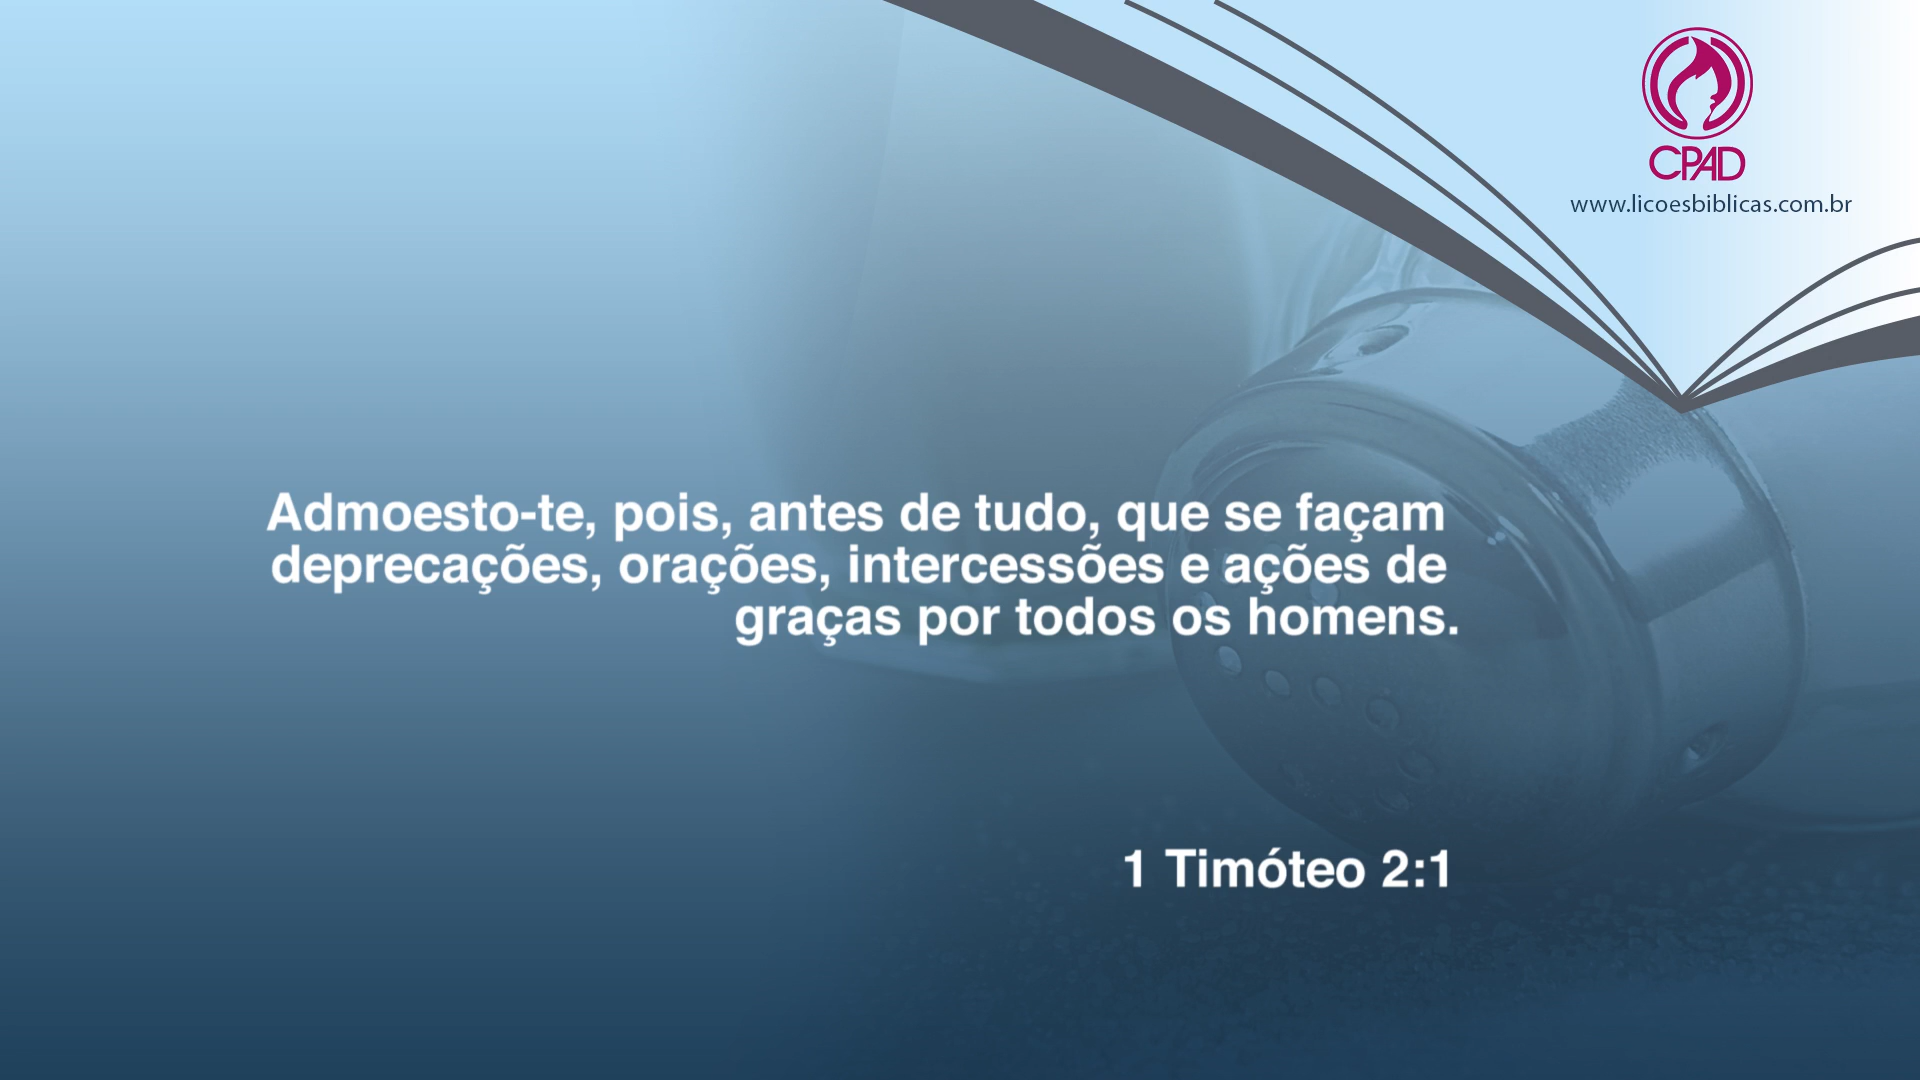 CPAD
www.licoesbiblicas.com.br
Admoesto-te, pois, antes de tudo, que se façam
deprecações, orações, intercessões e ações de
graças por todos os homens.
1 Timóteo 2:1